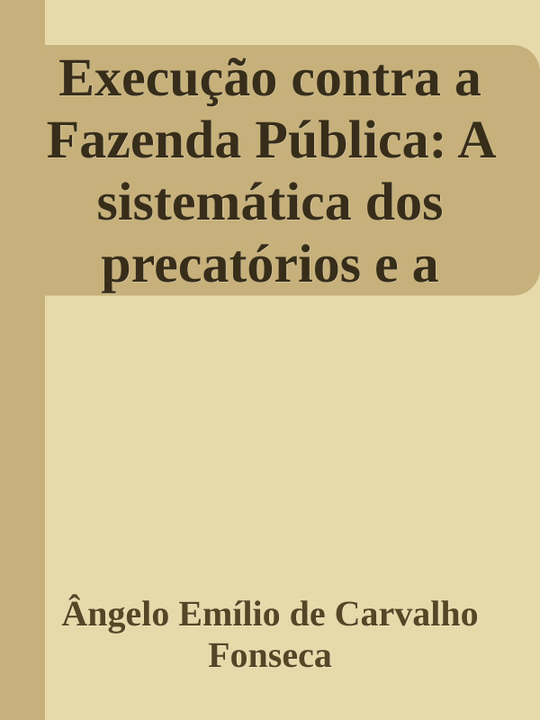 Execução contra a
Fazenda Pública: A
sistemática dos
precatórios e a
Ângelo Emílio de Carvalho
Fonseca